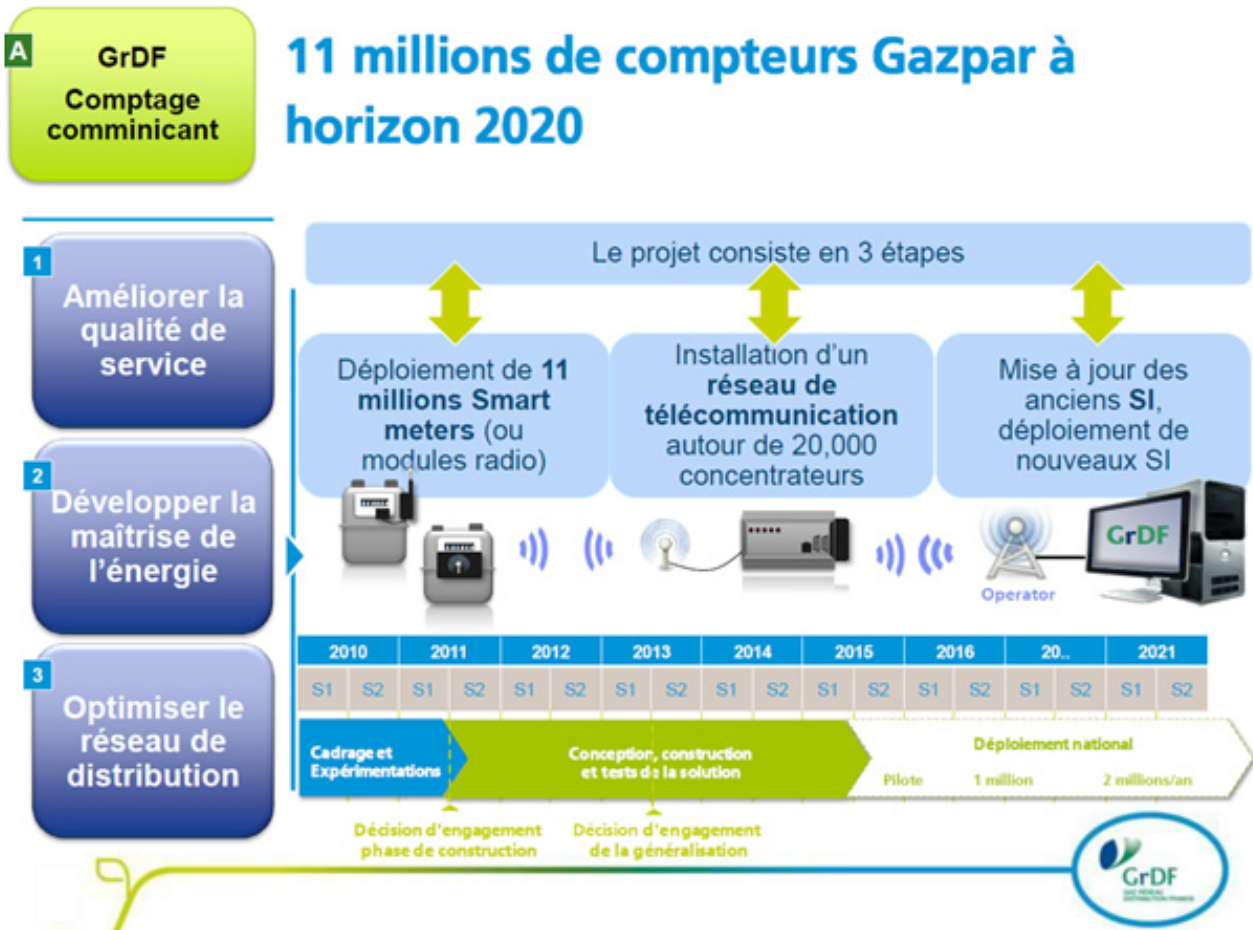 A
GrDF
Comptage
comminicant
11 millions de compteurs Gazpar à
horizon 2020
1
Améliorer la
qualité de
service
2
Développer la
maîtrise de
l'énergie
3
Optimiser le
réseau de
distribution
Le projet consiste en 3 étapes
Déploiement de 11
millions Smart
meters (ou
modules radio)
Installation d'un
réseau de
télécommunication
autour de 20,000
concentrateurs
Mise à jour des
anciens SI,
déploiement de
nouveaux SI
GrDF
Operator
2010 2011 2012 2013 2014 2015 2016 20.. 2021
S1 S2 S1 S2 S1 S2 S1 S2 S1 S2 S1 S2 S1 S2 S1 S2 S1 S2
Cadrage et
Expérimentations
Conception, construction
et tests de la solution
Déploiement national
Pilote 1 million 2 millions/an
Décision d'engagement
phase de construction
Décision d'engagement
de la généralisation
GrDF
GAZ RÉSEAU
DISTRIBUTION FRANCE